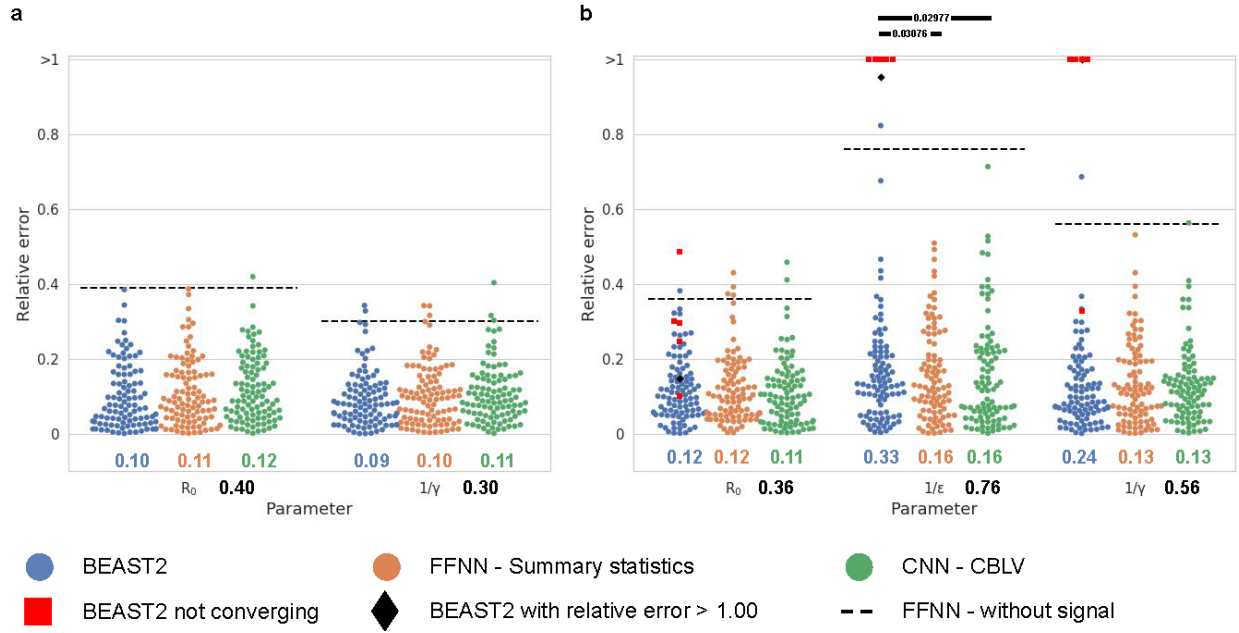 a
Relative error
>1
0.8
0.6
0.4
0.2
0
0.10 0.11 0.12 0.09 0.10 0.11
R₀ 0.40 1/γ 0.30
Parameter
b
0.02977
0.03076
Relative error
>1
0.8
0.6
0.4
0.2
0
0.12 0.12 0.11 0.33 0.16 0.16 0.24 0.13 0.13
R₀ 0.36 1/ε 0.76 1/γ 0.56
Parameter
BEAST2 FFNN - Summary statistics CNN - CBLV
BEAST2 not converging BEAST2 with relative error > 1.00 FFNN - without signal